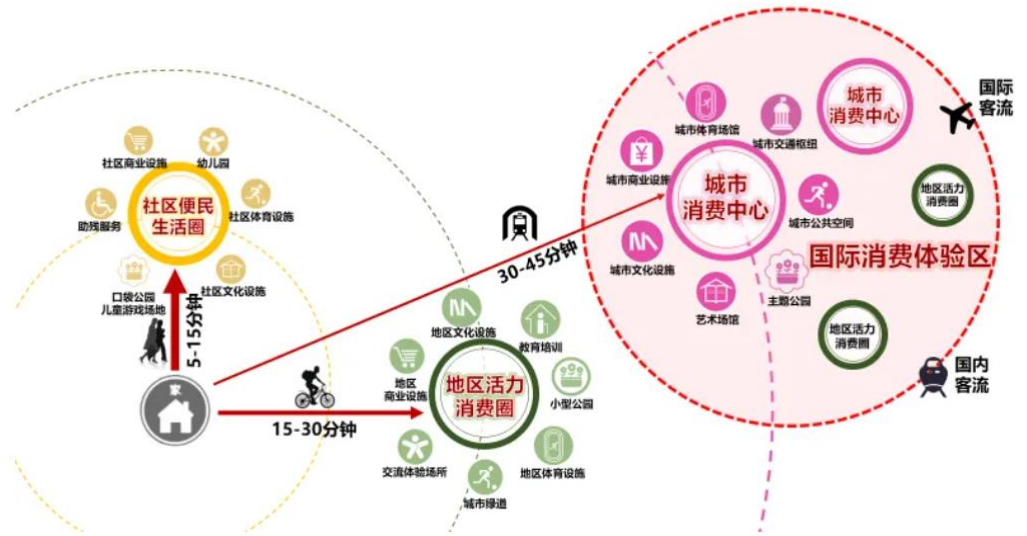 国际
客流
城市
消费中心
城市体育场馆
城市交通枢纽
城市商业设施
城市
消费中心
地区活力
消费圈
城市公共空间
国际消费体验区
城市文化设施
主题公园
艺术场馆
地区活力
消费圈
国内
客流
社区商业设施
幼儿园
社区便民
生活圈
助残服务
社区体育设施
口袋公园
儿童游戏场地
社区文化设施
5-15分钟
30-45分钟
家
15-30分钟
地区文化设施
教育培训
地区
商业设施
地区活力
消费圈
小型公园
交流体验场所
地区体育设施
城市绿道